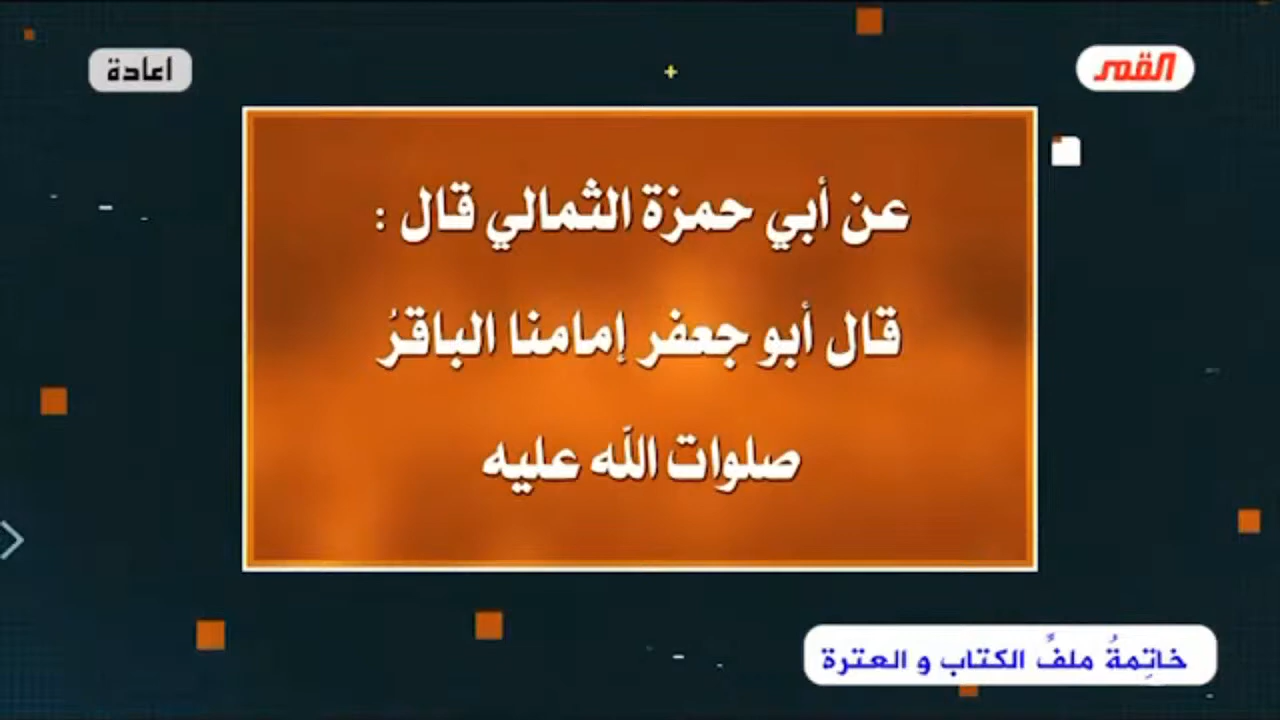 القمر
اعادة
عن أبي حمزة الثمالي قال :
قال أبو جعفر إمامنا الباقرُ
صلوات اللّه عليه
خاتِمةُ ملفِّ الكتاب و العترة